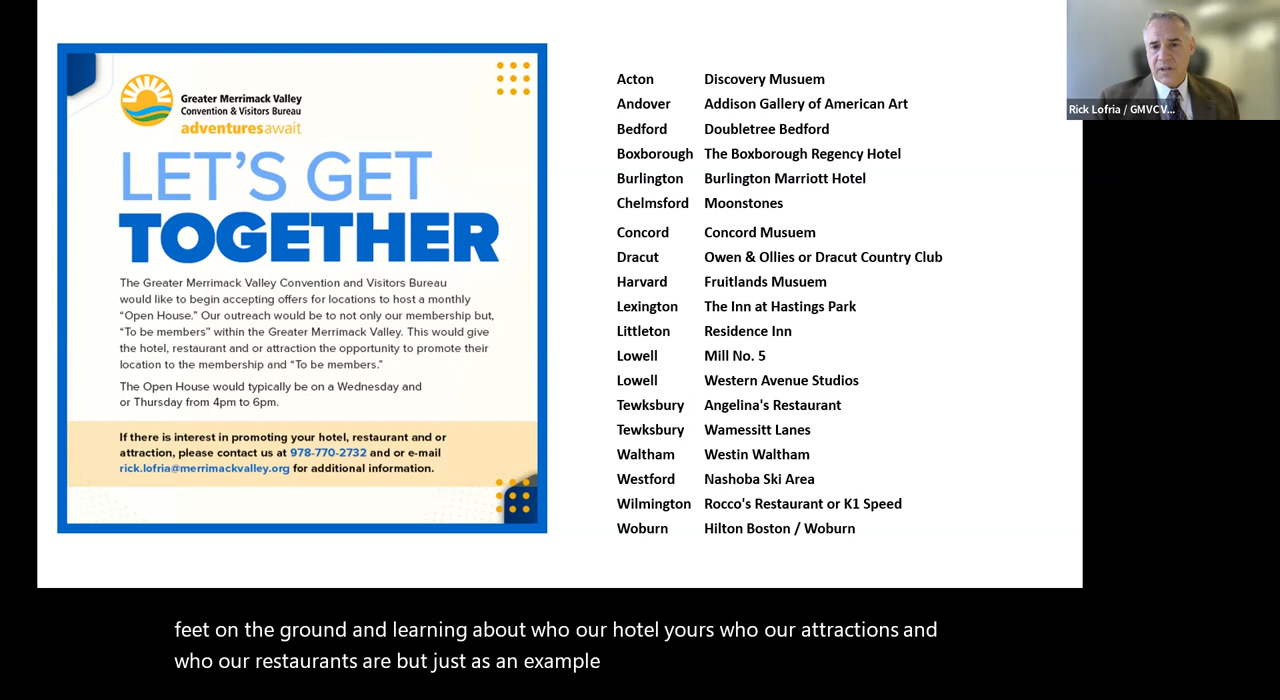 Greater Merrimack Valley
Convention & Visitors Bureau
adventuresawait
LET'S GET
TOGETHER
The Greater Merrimack Valley Convention and Visitors Bureau
would like to begin accepting offers for locations to host a monthly
“Open House.” Our outreach would be to not only our membership but,
“To be members” within the Greater Merrimack Valley. This would give
the hotel, restaurant and or attraction the opportunity to promote their
location to the membership and “To be members.”
The Open House would typically be on a Wednesday and
or Thursday from 4pm to 6pm.
If there is interest in promoting your hotel, restaurant and or
attraction, please contact us at 978-770-2732 and or e-mail
rick.lofria@merrimackvalley.org for additional information.
Acton Discovery Musuem
Andover Addison Gallery of American Art
Bedford Doubletree Bedford
Boxborough The Boxborough Regency Hotel
Burlington Burlington Marriott Hotel
Chelmsford Moonstones
Concord Concord Musuem
Dracut Owen & Ollies or Dracut Country Club
Harvard Fruitlands Musuem
Lexington The Inn at Hastings Park
Littleton Residence Inn
Lowell Mill No. 5
Lowell Western Avenue Studios
Tewksbury Angelina's Restaurant
Tewksbury Wamessitt Lanes
Waltham Westin Waltham
Westford Nashoba Ski Area
Wilmington Rocco's Restaurant or K1 Speed
Woburn Hilton Boston / Woburn
Rick Lofria / GMVCV...
feet on the ground and learning about who our hotel yours who our attractions and
who our restaurants are but just as an example